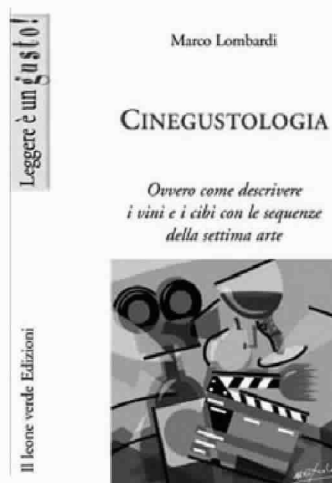 Marco Lombardi
CINEGUSTOLOGIA
Ovvero come descrivere
i vini e i cibi con le sequenze
della settima arte
Leggere è un gusto!
Il leone verde Edizioni